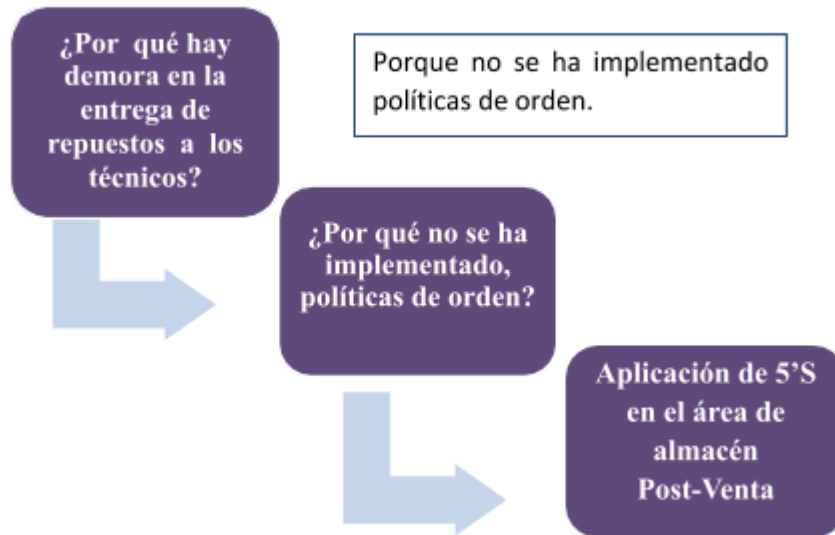 ¿Por qué hay
demora en la
entrega de
repuestos a los
técnicos?
Porque no se ha implementado
políticas de orden.
¿Por qué no se ha
implementado,
políticas de orden?
Aplicación de 5’S
en el área de
almacén
Post-Venta